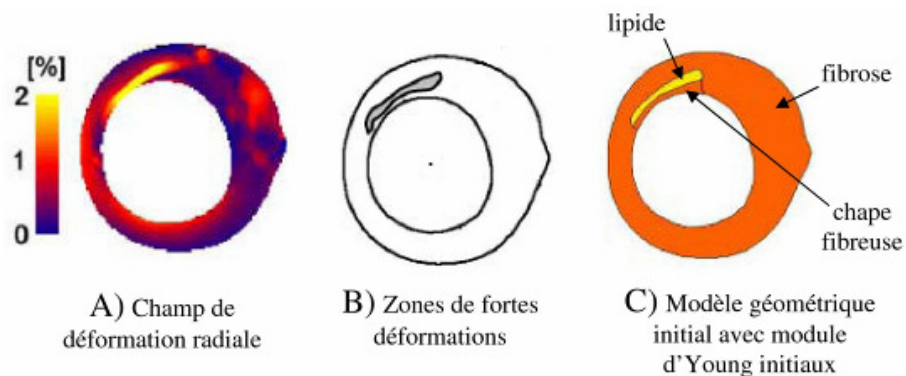 [%]
2
1
0
lipide
fibrose
chape
fibreuse
A) Champ de
déformation radiale
B) Zones de fortes
déformations
C) Modèle géométrique
initial avec module
d'Young initiaux